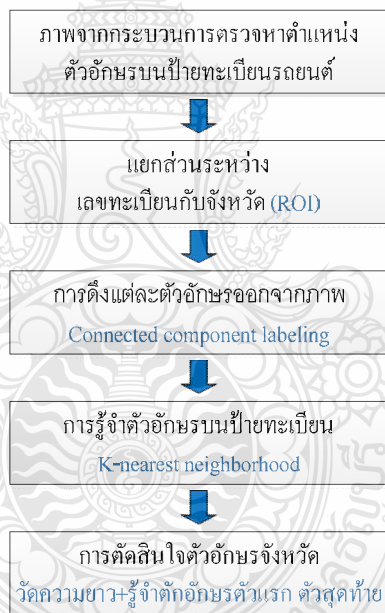 ภาพจากกระบวนการตรวจหาตำแหน่ง
ตัวอักษรบนป้ายทะเบียนรถยนต์
แยกส่วนระหว่าง
เลขทะเบียนกับจังหวัด (ROI)
การดึงแต่ละตัวอักษรออกจากภาพ
Connected component labeling
การรู้จำตัวอักษรบนป้ายทะเบียน
K-nearest neighborhood
การตัดสินใจตัวอักษรจังหวัด
วัดความยาว+รู้จำตักอักษรตัวแรก ตัวสุดท้าย